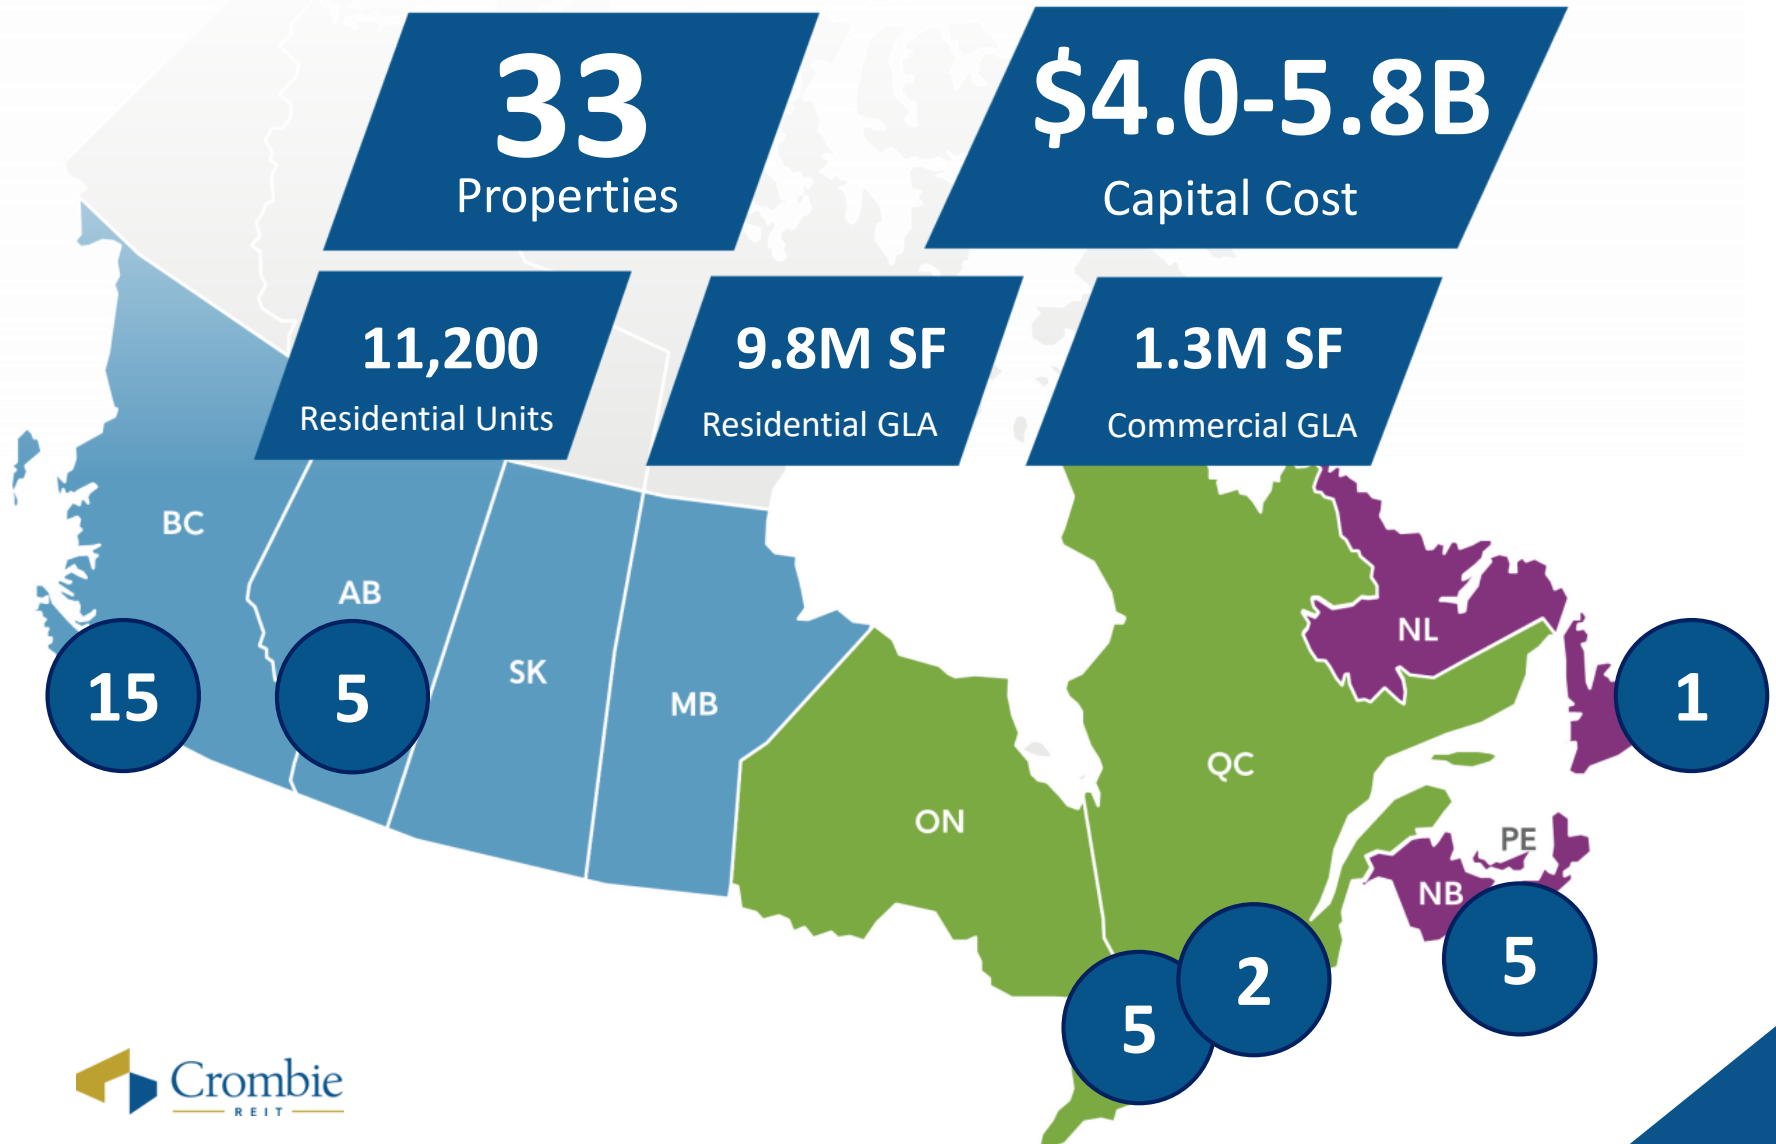 33
Properties
$4.0-5.8B
Capital Cost
11,200
Residential Units
9.8M SF
Residential GLA
1.3M SF
Commercial GLA
BC
AB
SK
MB
ON
QC
NL
PE
NB
15
5
1
5
2
5
Crombie
REIT